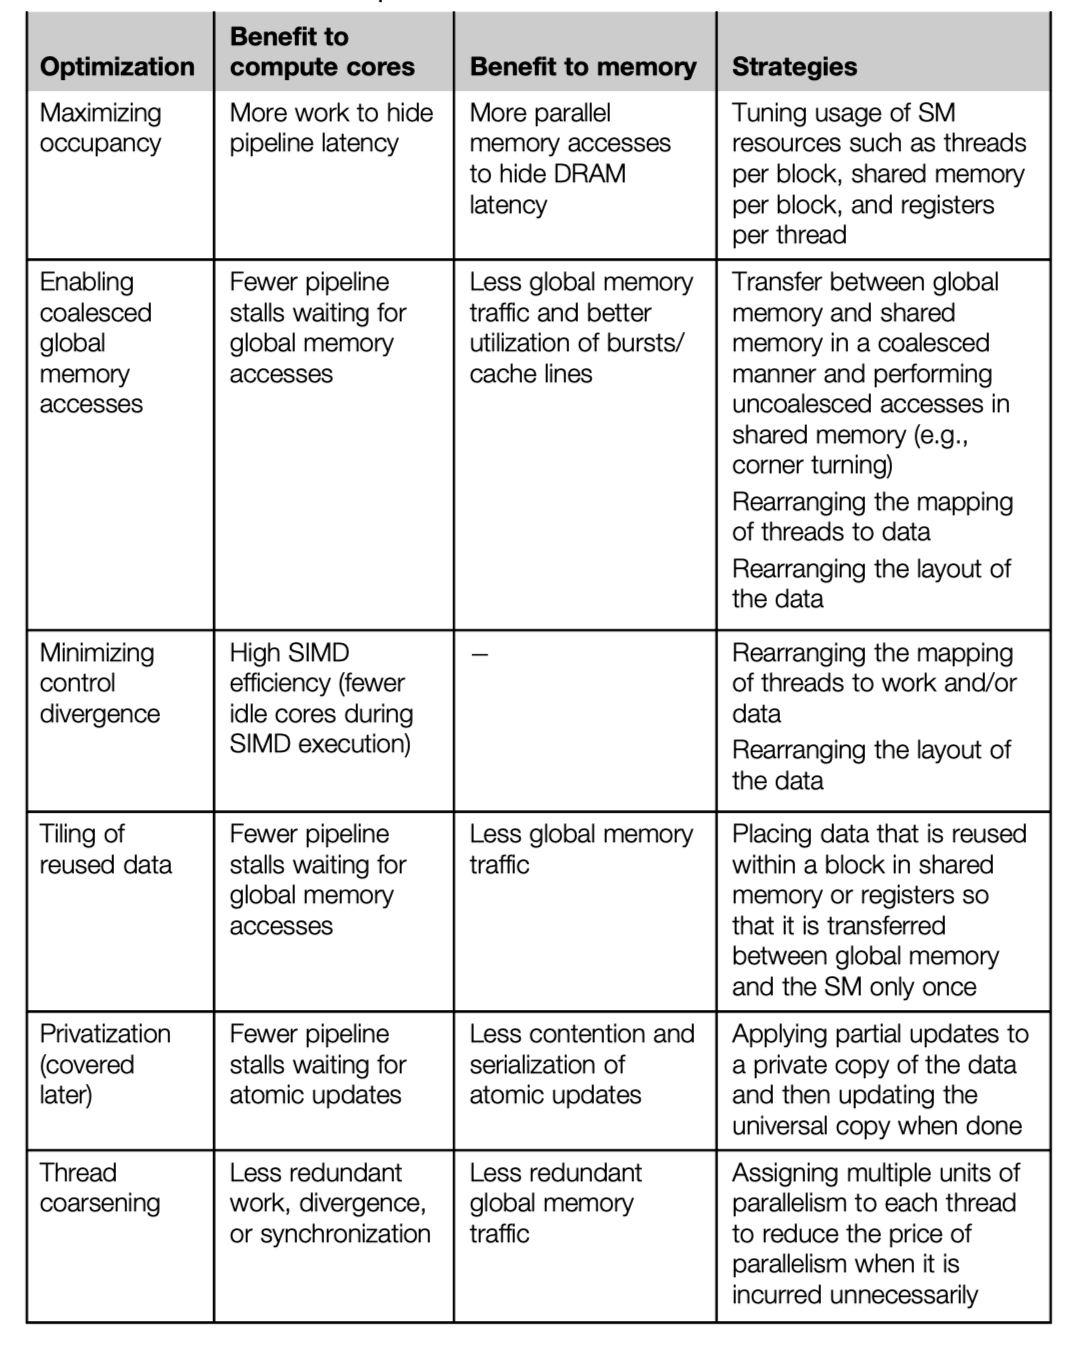 Optimization
Benefit to
compute cores
Benefit to memory
Strategies
Maximizing
occupancy
More work to hide
pipeline latency
More parallel
memory accesses
to hide DRAM
latency
Tuning usage of SM
resources such as threads
per block, shared memory
per block, and registers
per thread
Enabling
coalesced
global
memory
accesses
Fewer pipeline
stalls waiting for
global memory
accesses
Less global memory
traffic and better
utilization of bursts/
cache lines
Transfer between global
memory and shared
memory in a coalesced
manner and performing
uncoalesced accesses in
shared memory (e.g.,
corner turning)
Rearranging the mapping
of threads to data
Rearranging the layout of
the data
Minimizing
control
divergence
High SIMD
efficiency (fewer
idle cores during
SIMD execution)
—
Rearranging the mapping
of threads to work and/or
data
Rearranging the layout of
the data
Tiling of
reused data
Fewer pipeline
stalls waiting for
global memory
accesses
Less global memory
traffic
Placing data that is reused
within a block in shared
memory or registers so
that it is transferred
between global memory
and the SM only once
Privatization
(covered
later)
Fewer pipeline
stalls waiting for
atomic updates
Less contention and
serialization of
atomic updates
Applying partial updates to
a private copy of the data
and then updating the
universal copy when done
Thread
coarsening
Less redundant
work, divergence,
or synchronization
Less redundant
global memory
traffic
Assigning multiple units of
parallelism to each thread
to reduce the price of
parallelism when it is
incurred unnecessarily